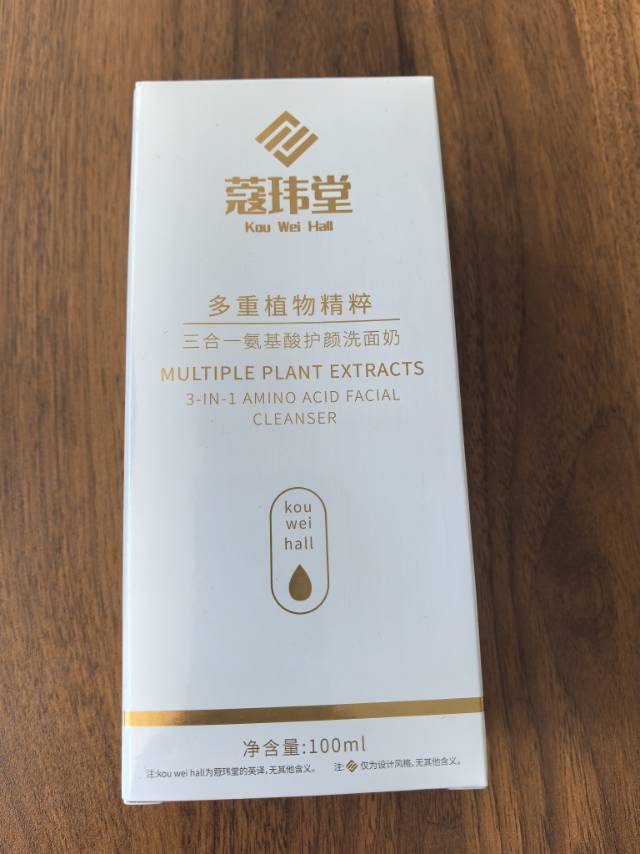 蔻玮堂
Kou Wei Hall
多重植物精粹
三合一氨基酸护颜洗面奶
MULTIPLE PLANT EXTRACTS
3-IN-1 AMINO ACID FACIAL
CLEANSER
kou
wei
hall
净含量:100ml
注:kou wei hall为蔻玮堂的英译,无其他含义。 注: 仅为设计风格,无其他含义。